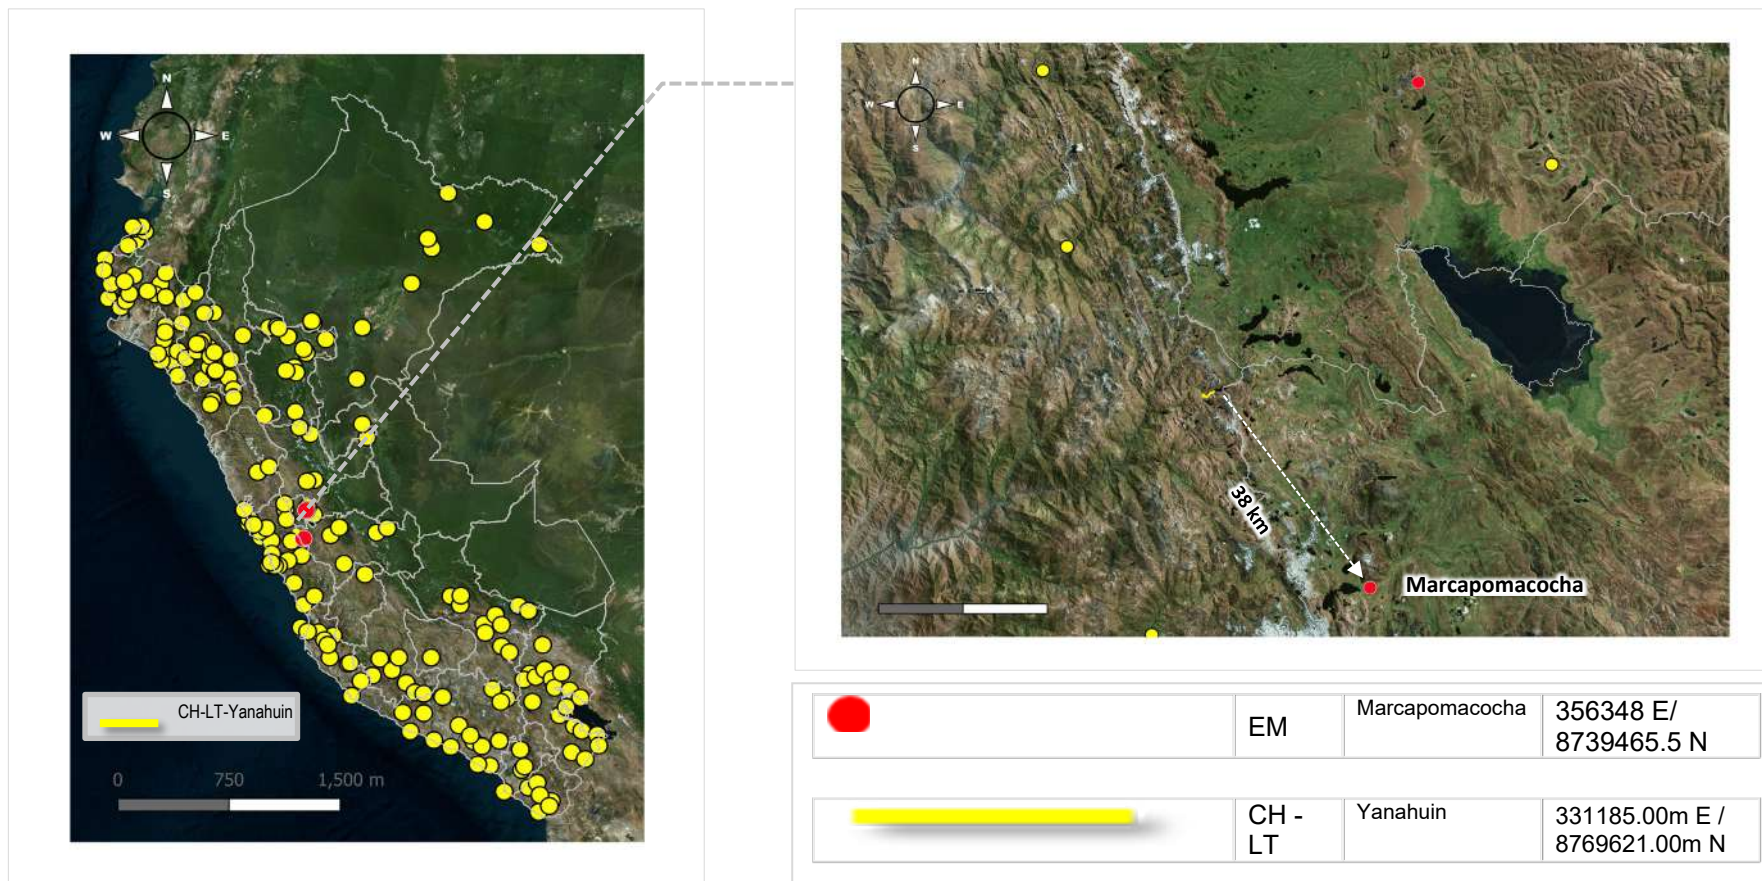 N
W E
S
CH-LT-Yanahuin
0 750 1,500 m
N
W E
S
38 km
Marcapomacocha
EM Marcapomacocha 356348 E/
8739465.5 N
CH - Yanahuin 331185.00m E /
LT 8769621.00m N